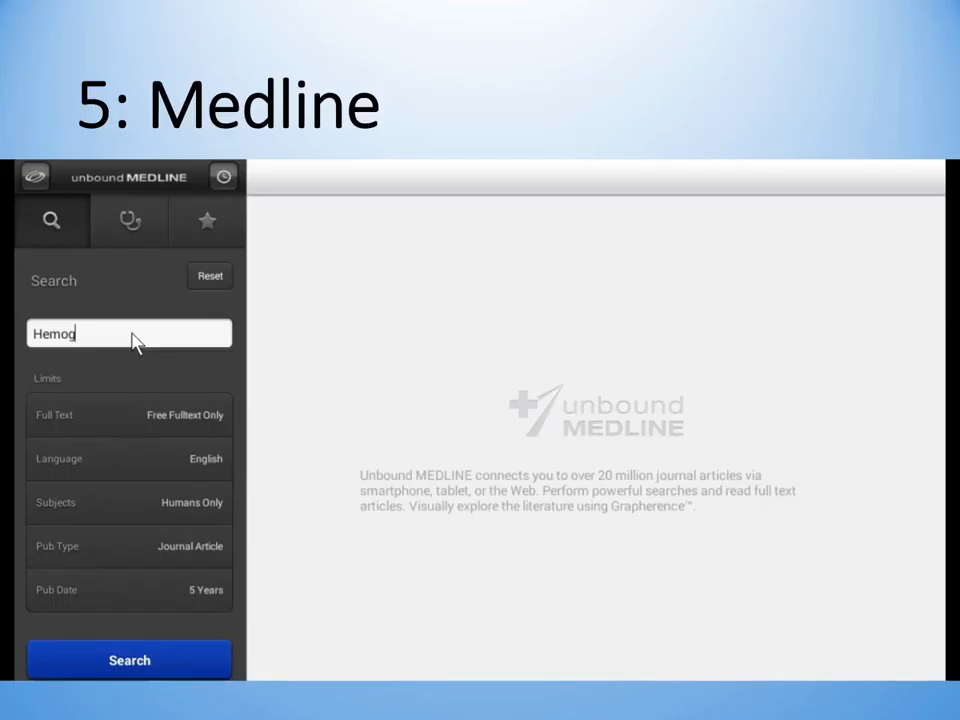 5: Medline
unbound MEDLINE
Search
Reset
Hemog
Limits
Full Text Free Fulltext Only
Language English
Subjects Humans Only
Pub Type Journal Article
Pub Date 5 Years
Search
unbound
MEDLINE
Unbound MEDLINE connects you to over 20 million journal articles via
smartphone, tablet, or the Web. Perform powerful searches and read full text
articles. Visually explore the literature using Grapherence™.